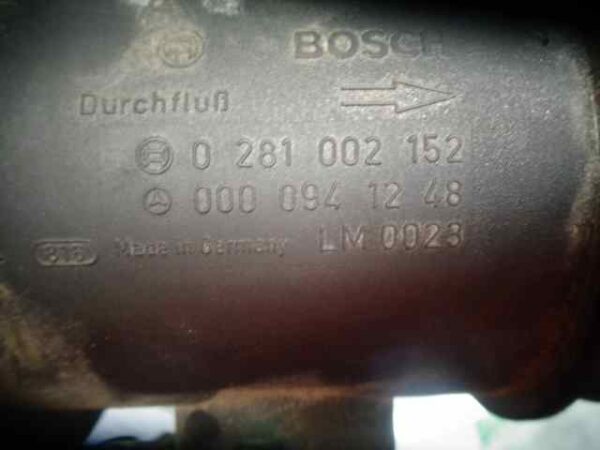 BOSCH
Durchfluß
0 281 002 152
000 094 12 48
Made in Germany LM 0023